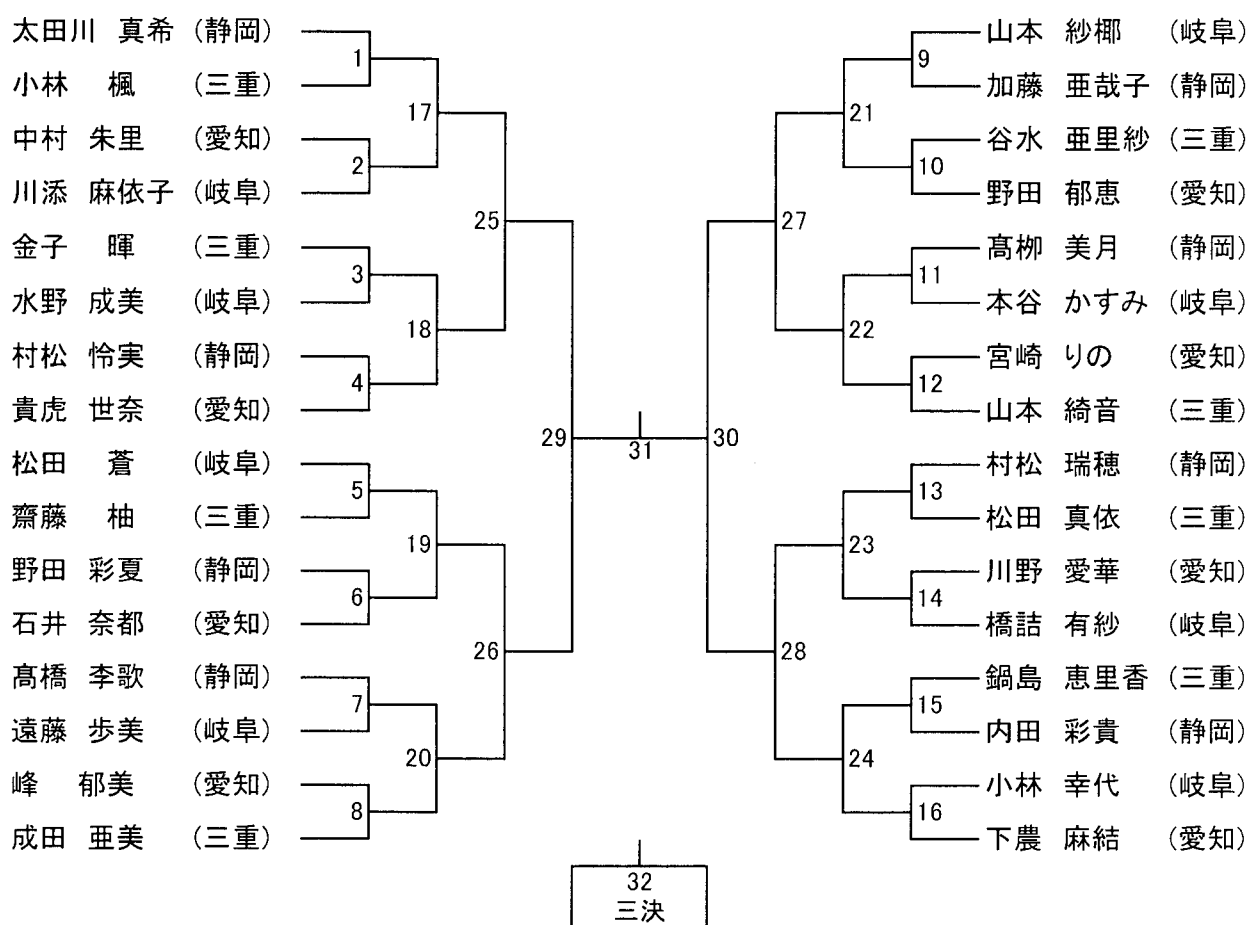 太田川 真希 (静岡)
小林 楓 (三重)
中村 朱里 (愛知)
川添 麻依子 (岐阜)
金子 暉 (三重)
水野 成美 (岐阜)
村松 怜実 (静岡)
貴虎 世奈 (愛知)
松田 蒼 (岐阜)
齋藤 柚 (三重)
野田 彩夏 (静岡)
石井 奈都 (愛知)
髙橋 李歌 (静岡)
遠藤 歩美 (岐阜)
峰 郁美 (愛知)
成田 亜美 (三重)
1
2
3
4
5
6
7
8
17
18
19
20
25
26
29
31
30
27
28
21
22
23
24
9
10
11
12
13
14
15
16
山本 紗椰 (岐阜)
加藤 亜哉子 (静岡)
谷水 亜里紗 (三重)
野田 郁恵 (愛知)
髙栁 美月 (静岡)
本谷 かすみ (岐阜)
宮崎 りの (愛知)
山本 綺音 (三重)
村松 瑞穂 (静岡)
松田 真依 (三重)
川野 愛華 (愛知)
橋詰 有紗 (岐阜)
鍋島 恵里香 (三重)
内田 彩貴 (静岡)
小林 幸代 (岐阜)
下農 麻結 (愛知)
32
三決